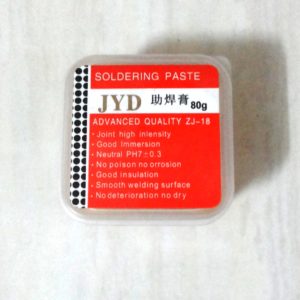 SOLDERING PASTE
JYD 助焊膏 80g
ADVANCED QUALITY ZJ-18
· Joint high inlensity
· Good Immersion
· Neutral PH7±0.3
· No poison no orrosion
· Good insulation
· Smooth welding surface
· No deterioration no dry